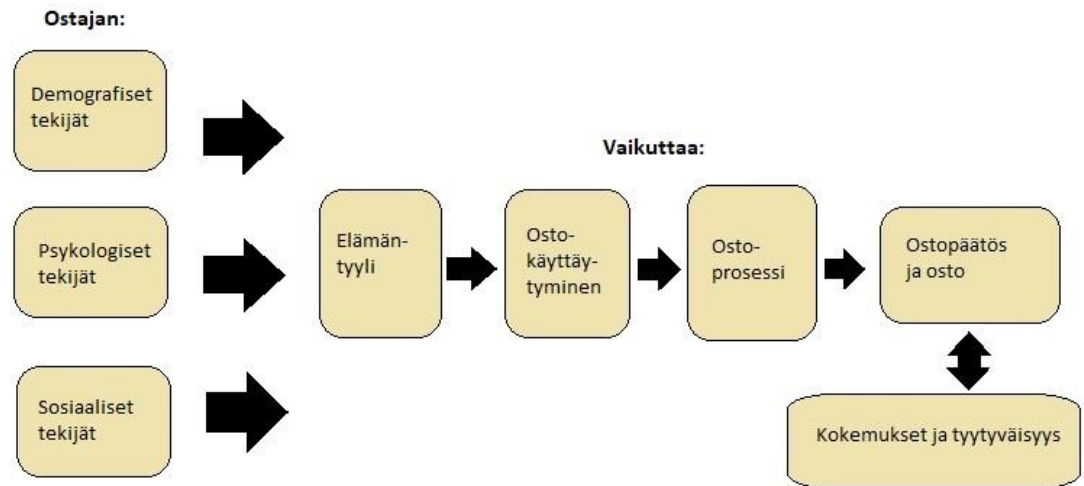 Ostajan:
Demografiset
tekijät
Psykologiset
tekijät
Sosiaaliset
tekijät
Vaikuttaa:
Elämän-
tyyli
Osto-
käyttäy-
tyminen
Osto-
prosessi
Ostopäätös
ja osto
Kokemukset ja tyytyväisyys